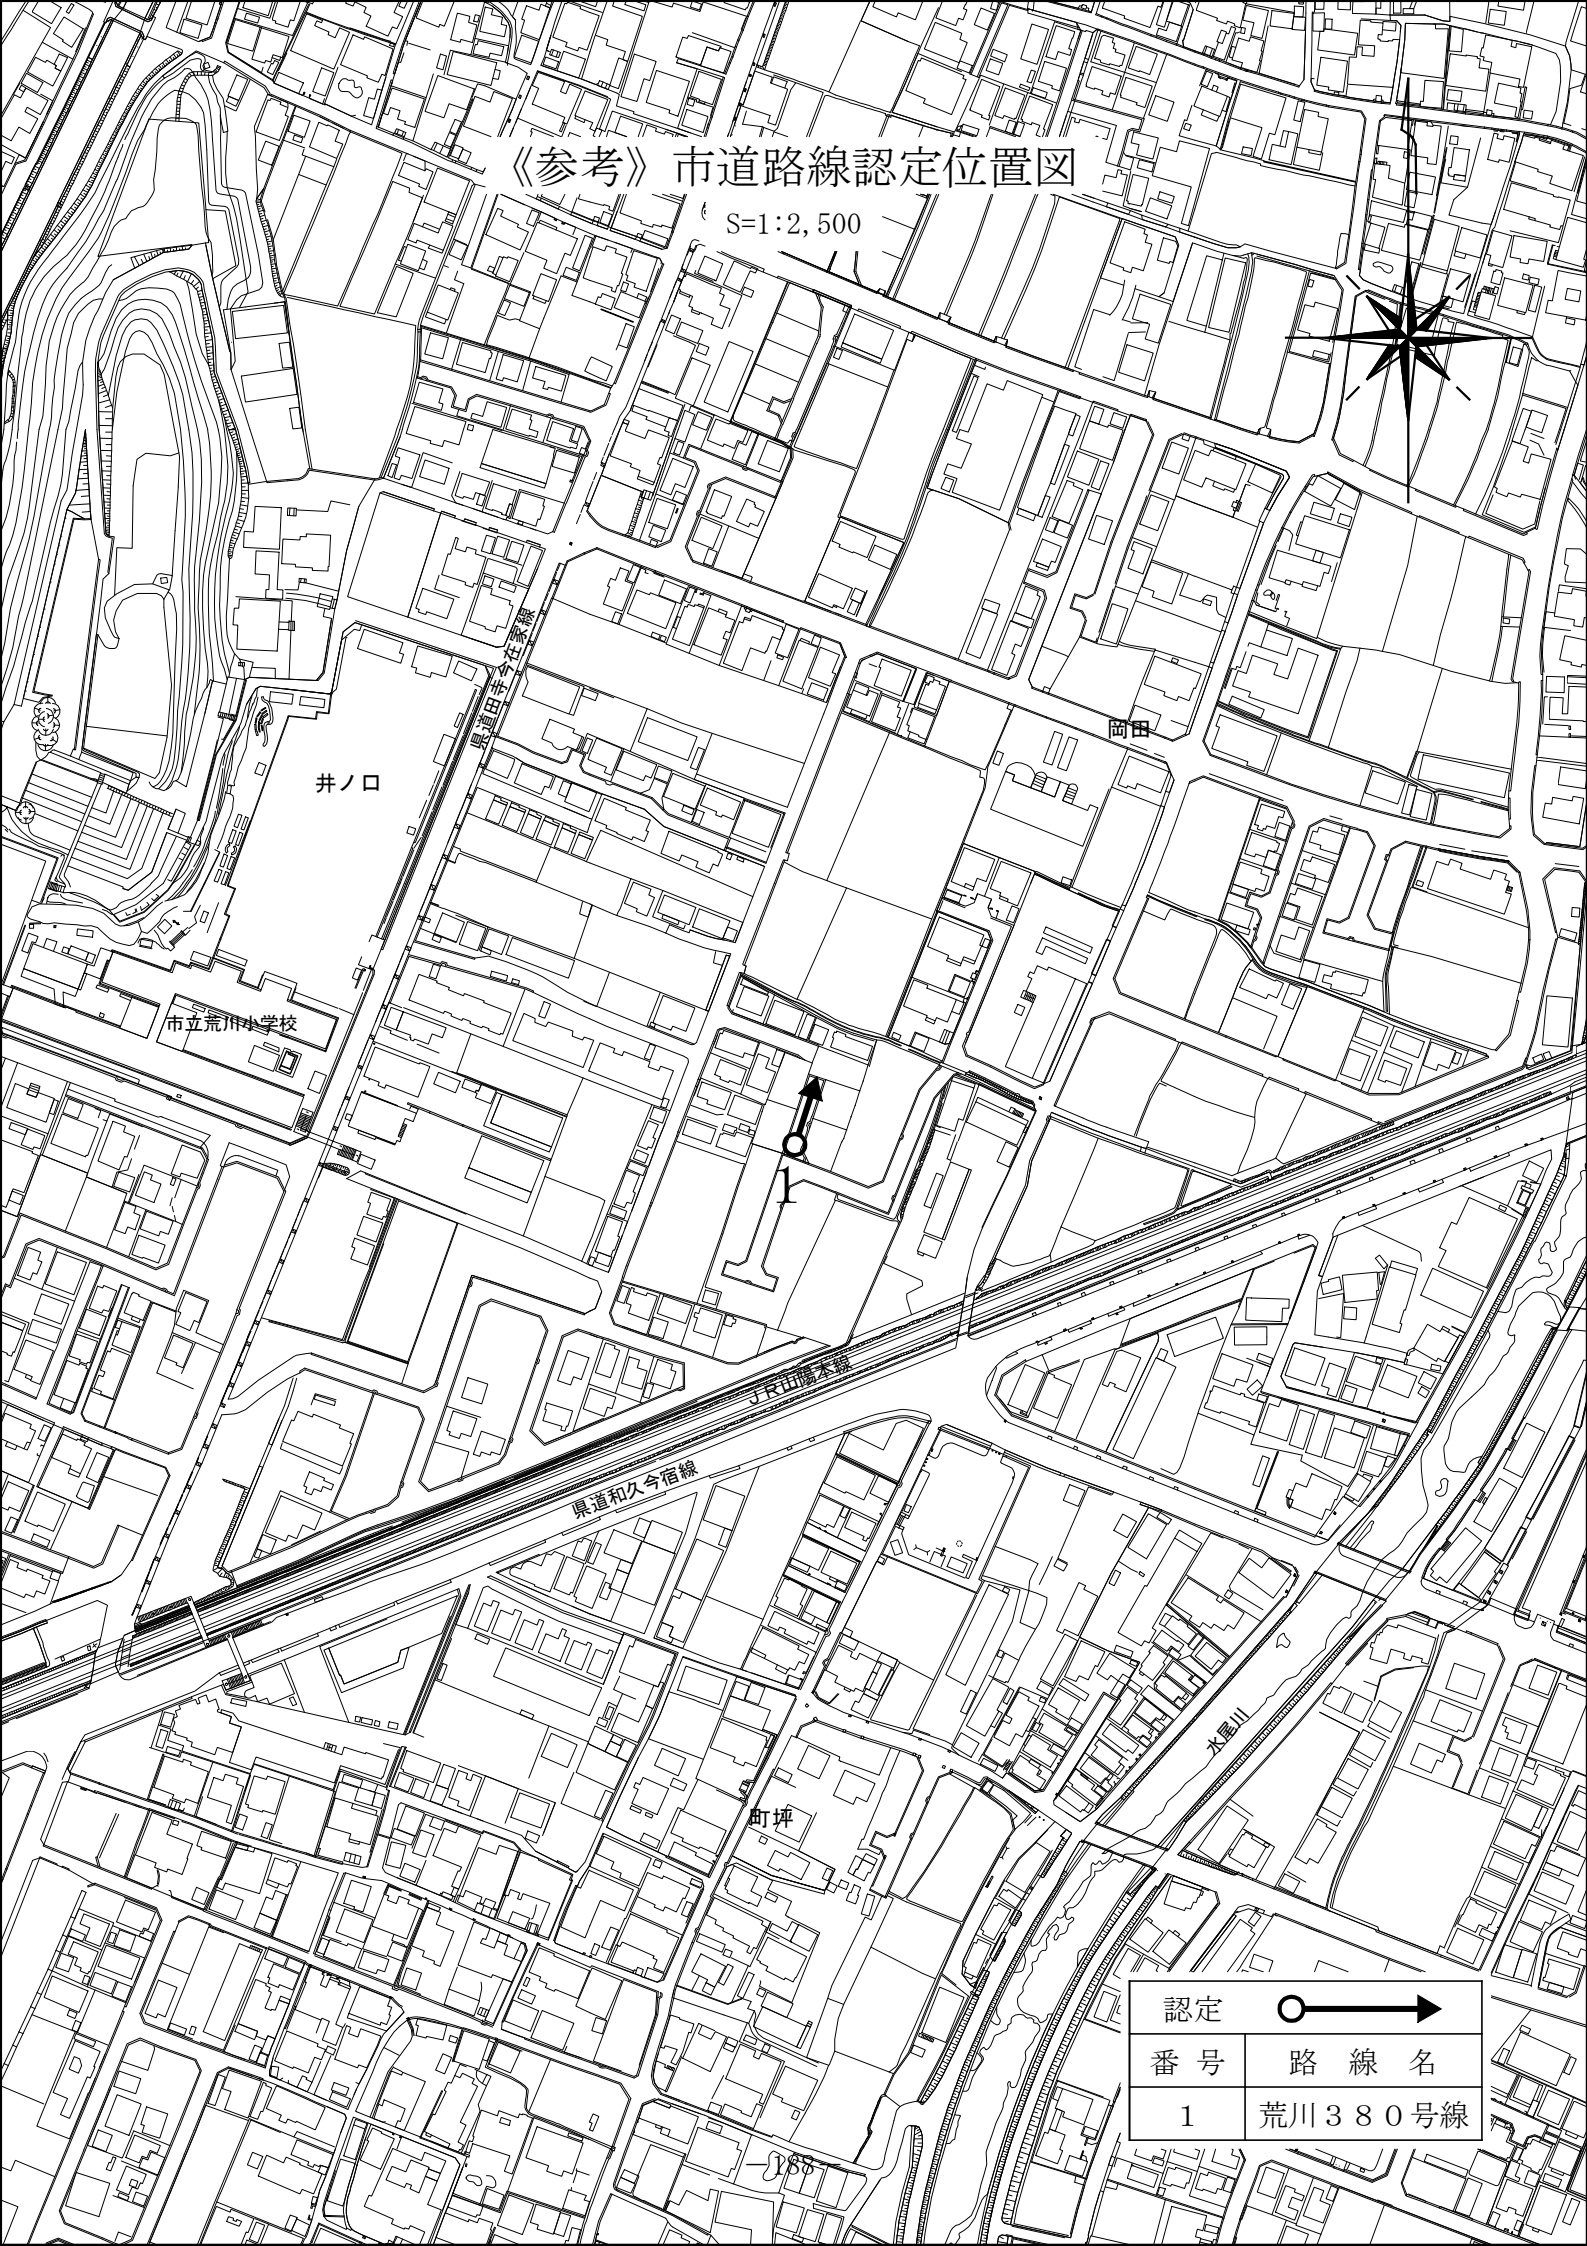 《参考》市道路線認定位置図
S=1:2,500
県道田寺今在家線
岡田
井ノ口
市立荒川小学校
1
ＪＲ山陽本線
県道和久今宿線
水尾川
町坪
認定
番号 路線名
1 荒川３８０号線
―188―